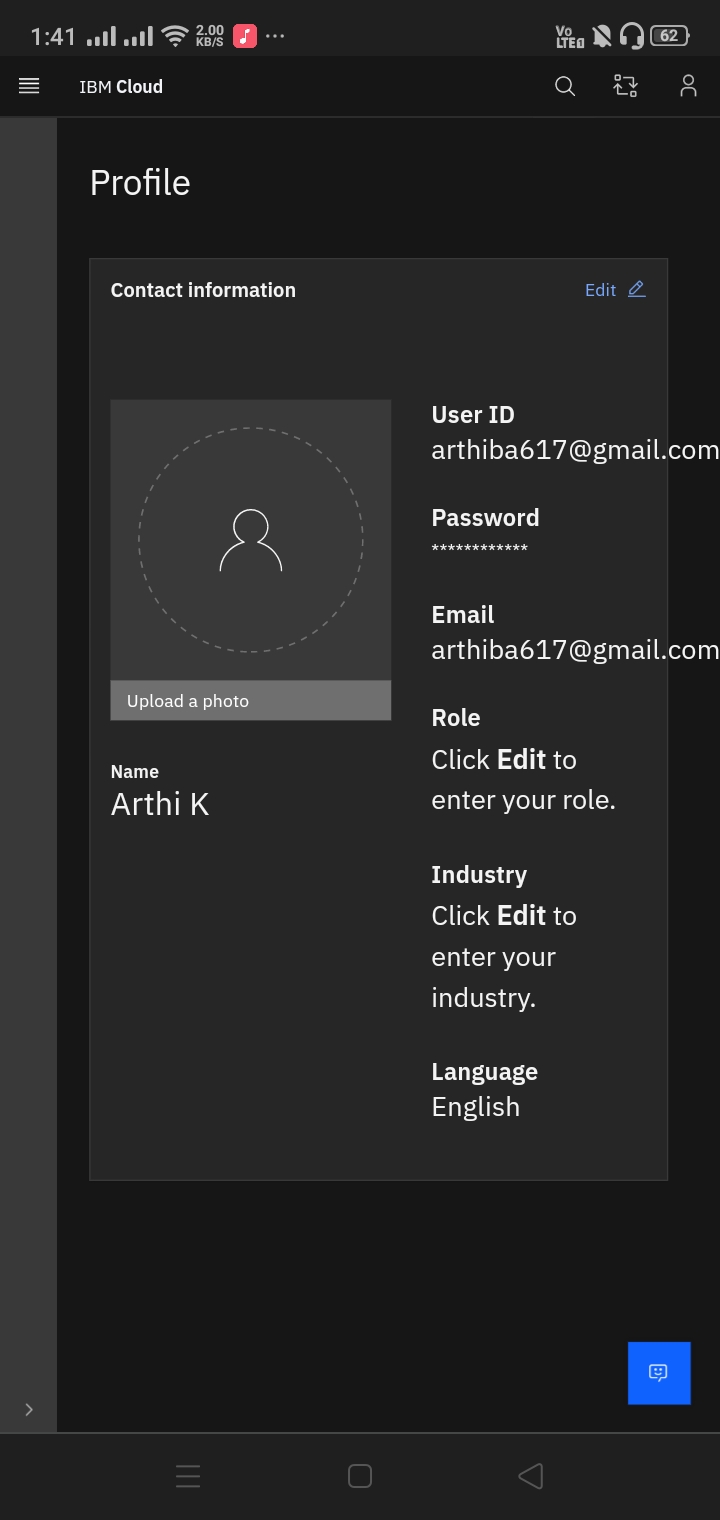 1:41 2.00 KB/S ... Vo LTE1 62
IBM Cloud
Profile
Contact information Edit
User ID
arthiba617@gmail.com
Password
************
Email
arthiba617@gmail.com
Upload a photo
Name
Arthi K
Role
Click Edit to
enter your role.
Industry
Click Edit to
enter your
industry.
Language
English